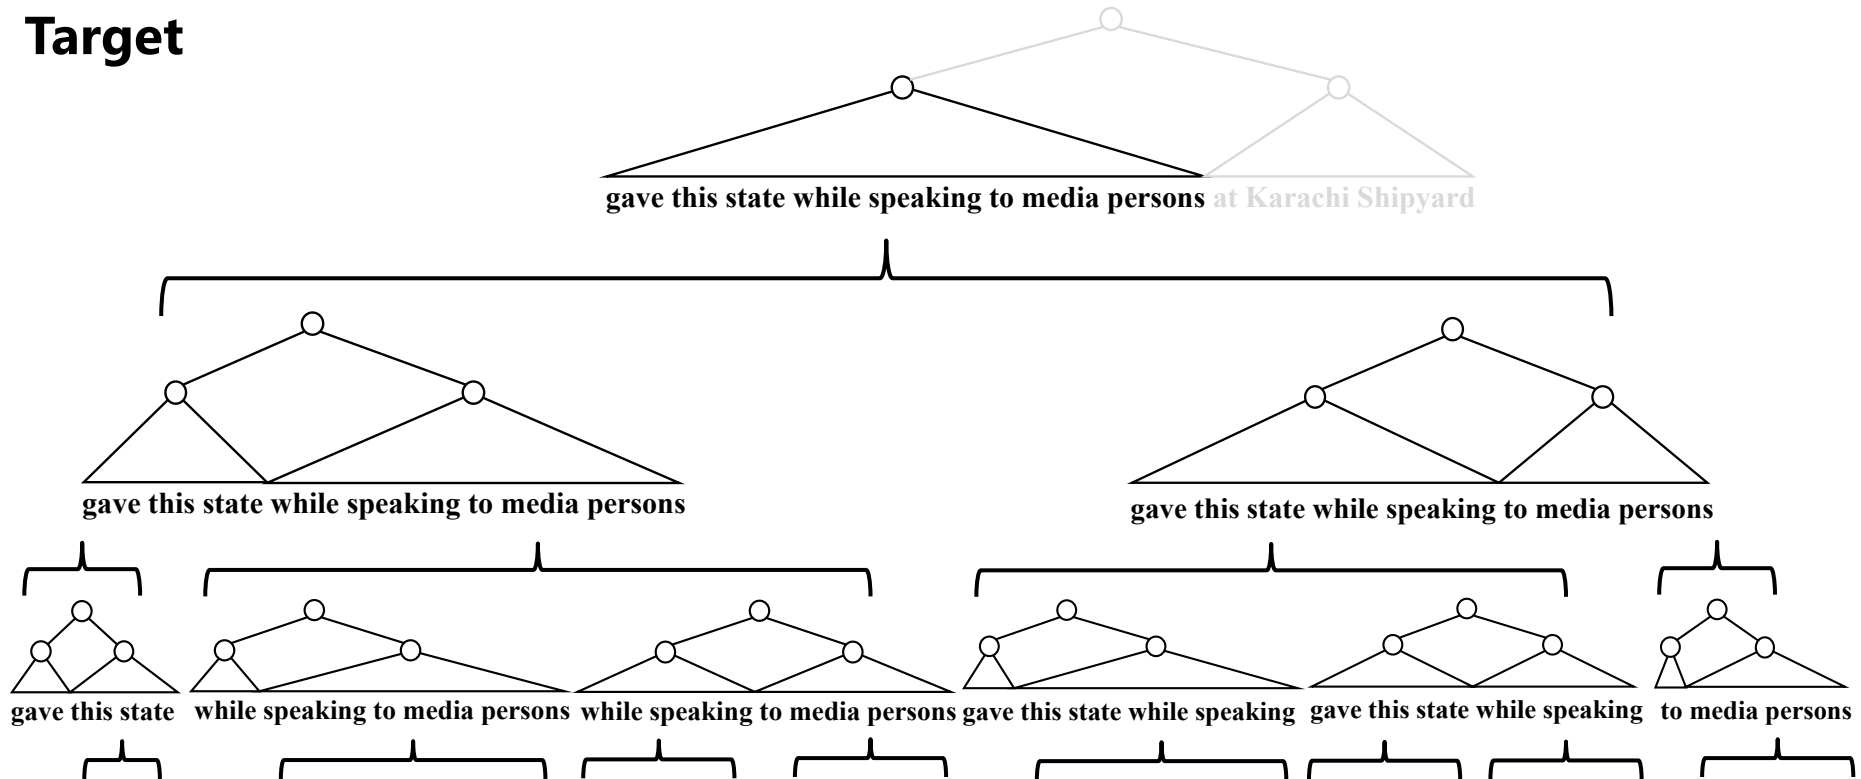 Target
gave this state while speaking to media persons at Karachi Shipyard
gave this state while speaking to media persons
gave this state while speaking to media persons
gave this state
while speaking to media persons
while speaking to media persons
gave this state while speaking
gave this state while speaking
to media persons